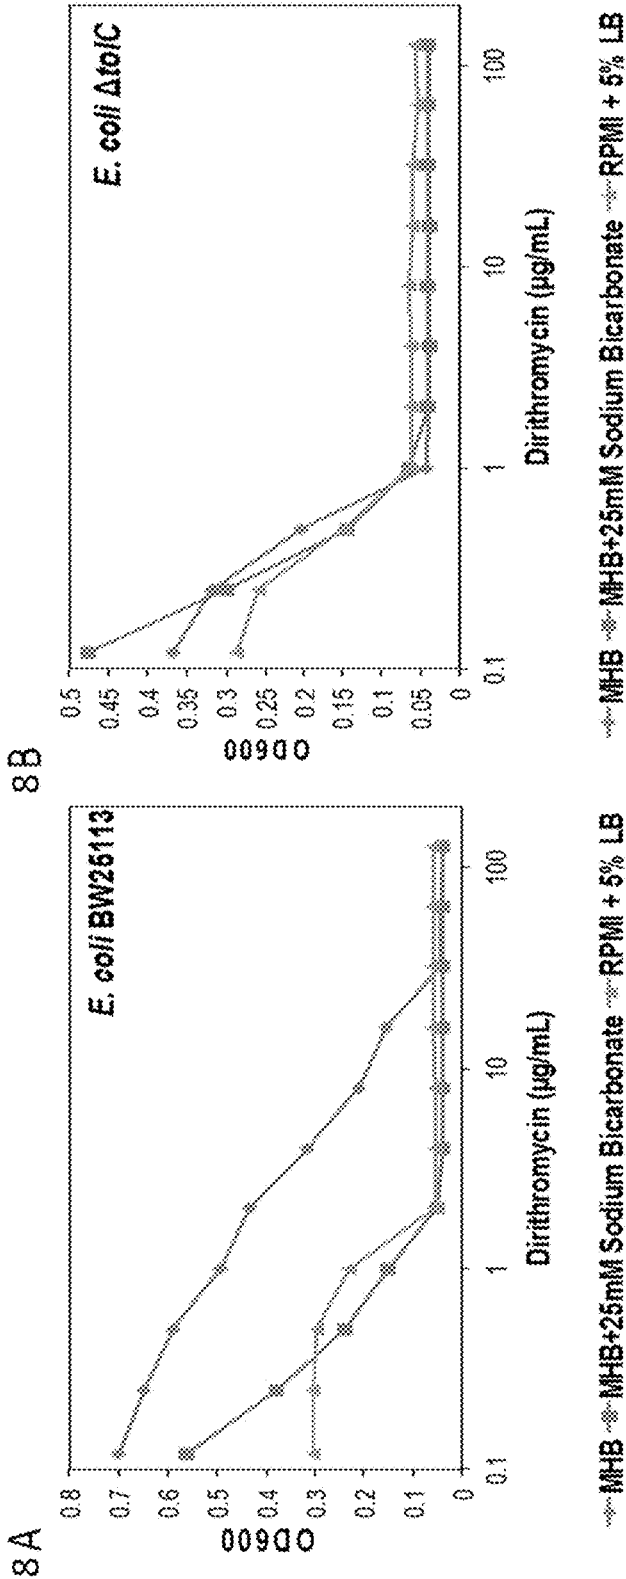 8A
E. coli BW25113
0.8
0.7
0.6
0.5
0.4
0.3
0.2
0.1
0
OD600
0.1
1
10
100
Dirithromycin (µg/mL)
MHB MHB+25mM Sodium Bicarbonate RPMI + 5% LB
8B
E. coli ΔtolC
0.5
0.45
0.4
0.35
0.3
0.25
0.2
0.15
0.1
0.05
0
OD600
0.1
1
10
100
Dirithromycin (µg/mL)
MHB MHB+25mM Sodium Bicarbonate RPMI + 5% LB